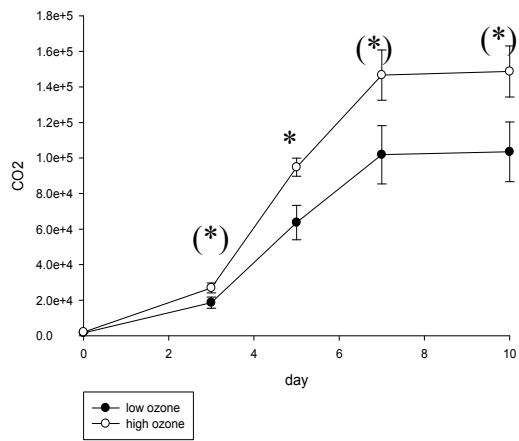 1.8e+5
1.6e+5
1.4e+5
1.2e+5
1.0e+5
8.0e+4
6.0e+4
4.0e+4
2.0e+4
0.0
CO2
(*)
*
(*)
(*)
0 2 4 6 8 10
day
low ozone
high ozone